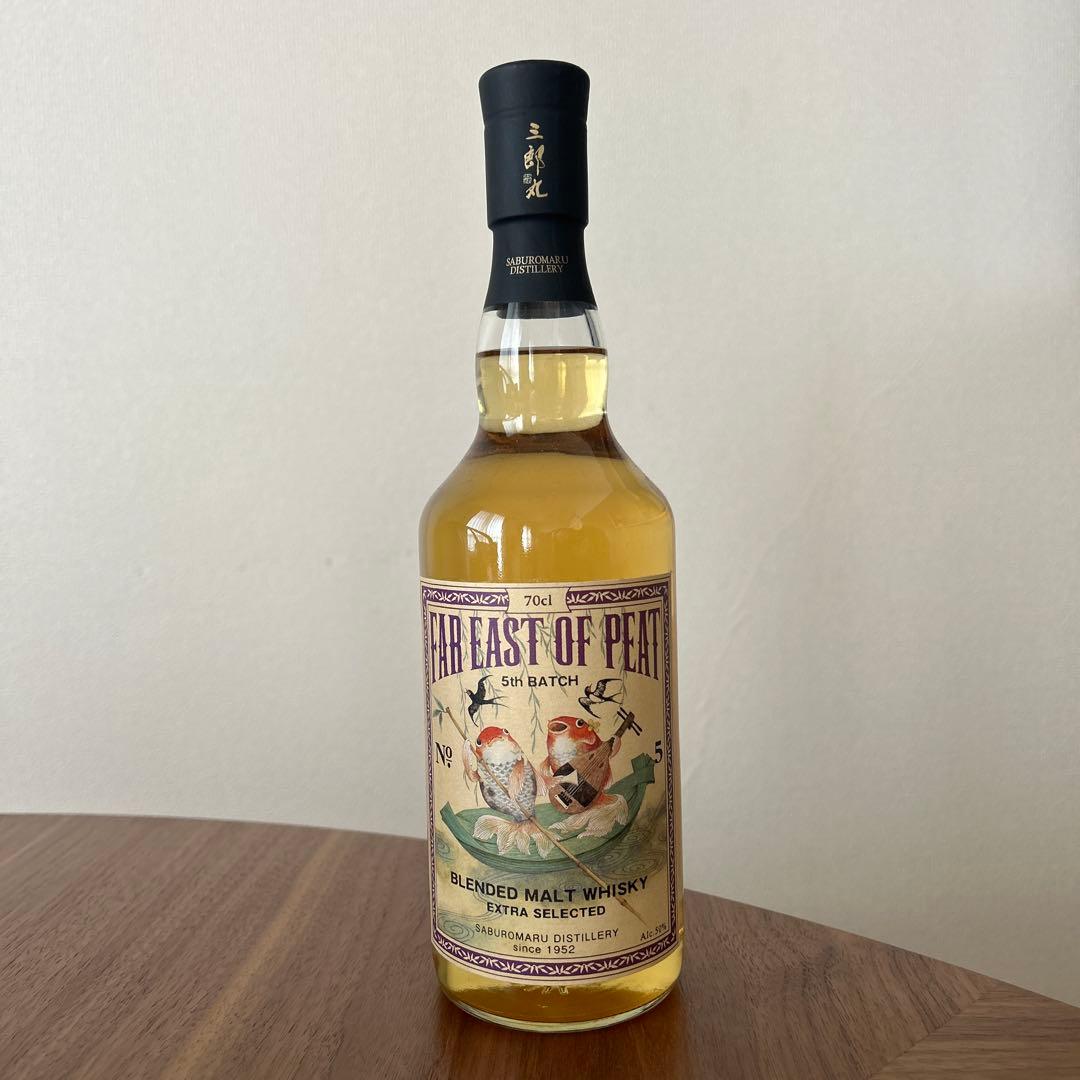 三郎丸
SABUROMARU
DISTILLERY
70cl
FAR EAST OF PEAT
5th BATCH
Nº 5
BLENDED MALT WHISKY
EXTRA SELECTED
SABUROMARU DISTILLERY
since 1952
Alc.50%